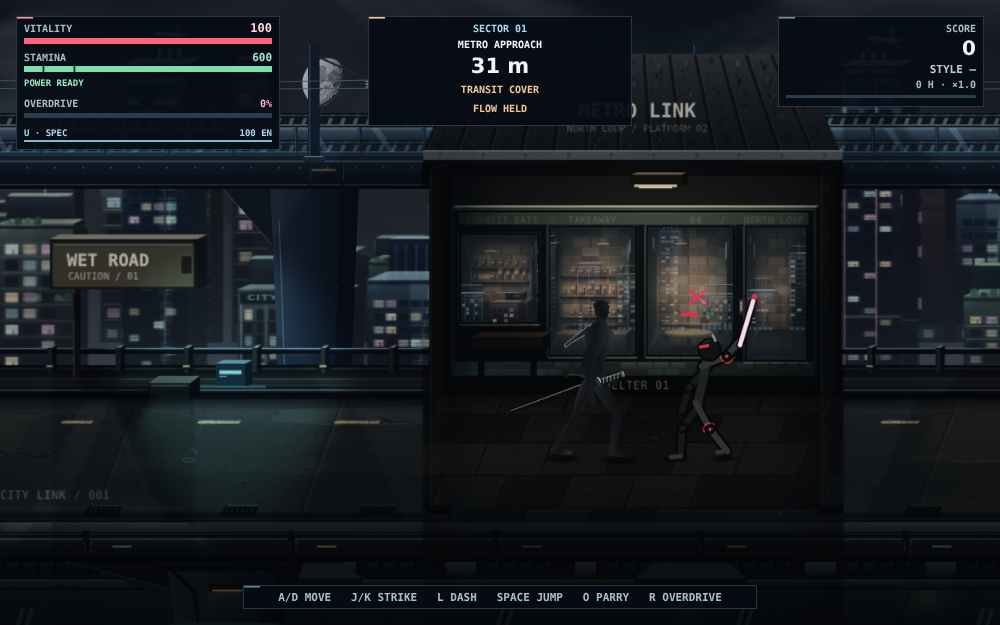 VITALITY 100
STAMINA 600
POWER READY
OVERDRIVE 0%
U · SPEC 100 EN
SECTOR 01
METRO APPROACH
31 m
TRANSIT COVER
FLOW HELD
SCORE
0
STYLE —
0 H · ×1.0
METRO LINK
NORTH LOOP / PLATFORM 02
TRANSIT EATS / TAKEAWAY 04 / NORTH LOOP
WET ROAD
CAUTION / 01
CITY
SHELTER 01
CITY LINK / 001
A/D MOVE J/K STRIKE L DASH SPACE JUMP O PARRY R OVERDRIVE